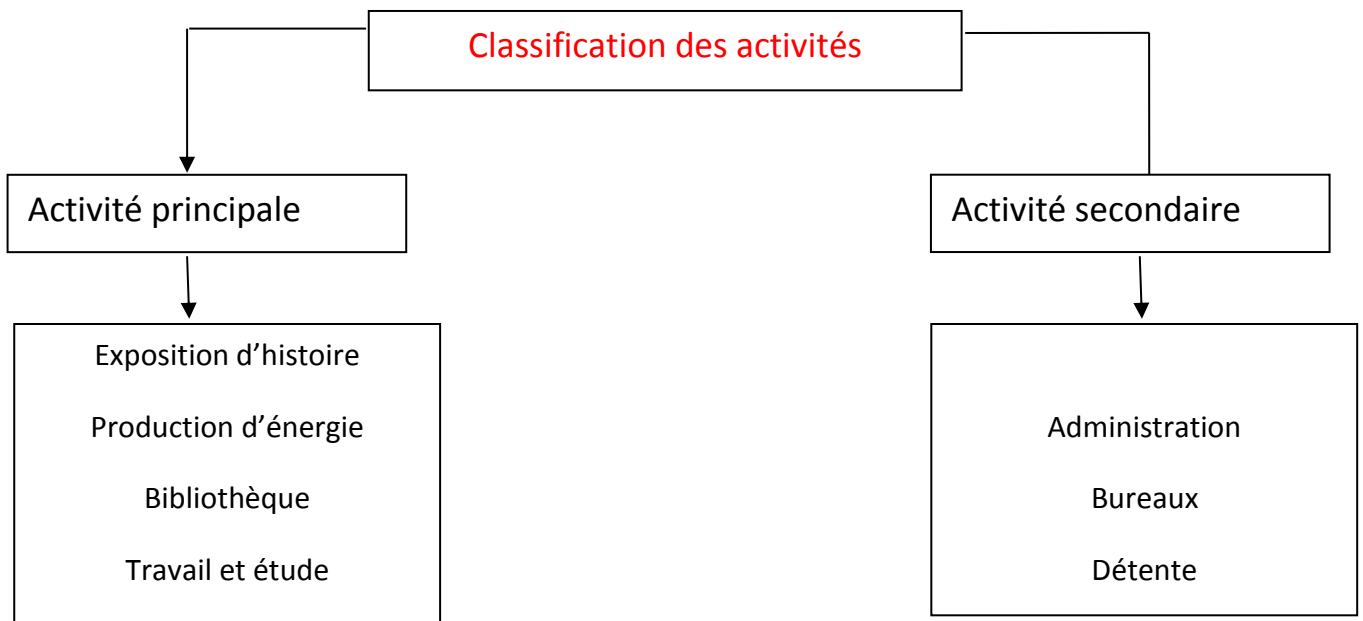 Classification des activités
Activité principale
Activité secondaire
Exposition d’histoire
Production d’énergie
Bibliothèque
Travail et étude
Administration
Bureaux
Détente